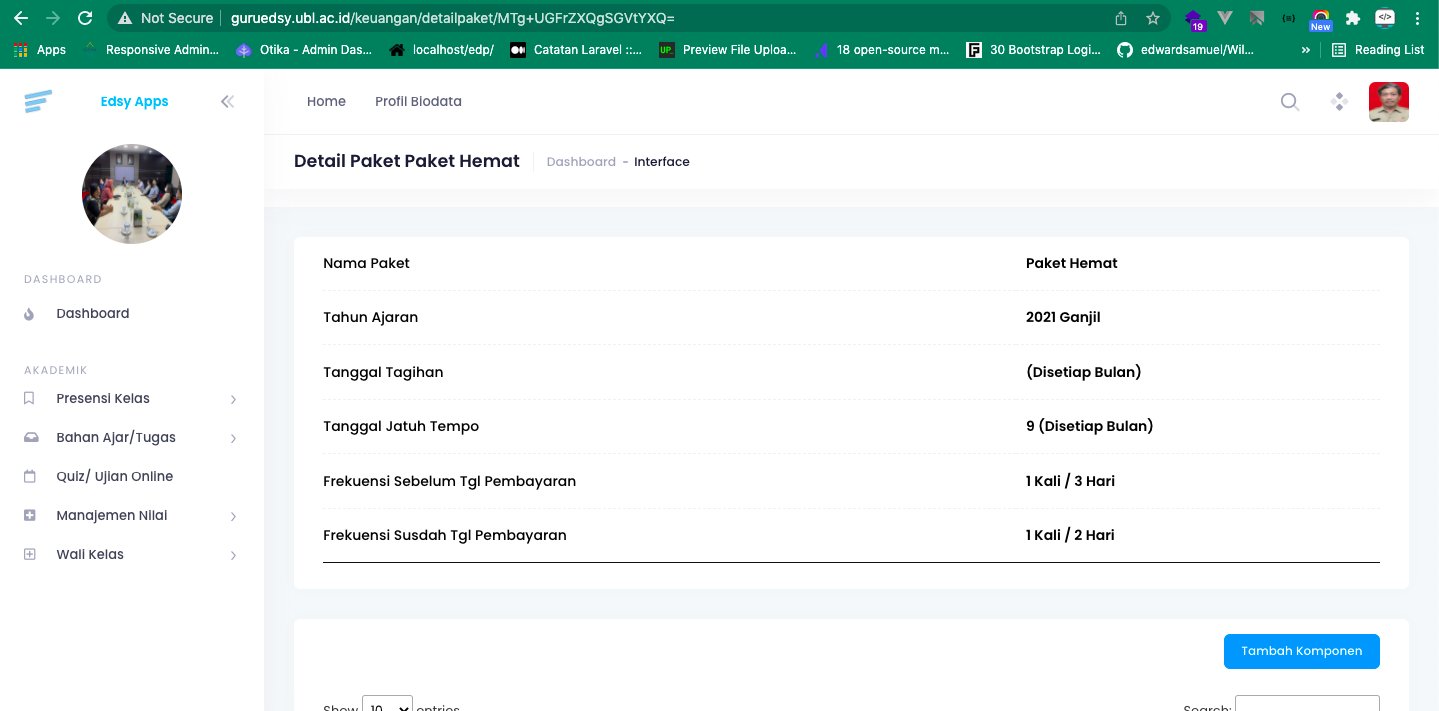 Not Secure guruedsy.ubl.ac.id/keuangan/detailpaket/MTg+UGFrZXQgSGVtYXQ=
19 {≡} New </>
Apps Responsive Admin... Otika - Admin Das... localhost/edp/ Catatan Laravel ::... UP Preview File Uploa... 18 open-source m... 30 Bootstrap Logi... edwardsamuel/Wil... » Reading List
Edsy Apps
Home Profil Biodata
Detail Paket Paket Hemat Dashboard - Interface
DASHBOARD
Dashboard
AKADEMIK
Presensi Kelas
Bahan Ajar/Tugas
Quiz/ Ujian Online
Manajemen Nilai
Wali Kelas
Nama Paket Paket Hemat
Tahun Ajaran 2021 Ganjil
Tanggal Tagihan (Disetiap Bulan)
Tanggal Jatuh Tempo 9 (Disetiap Bulan)
Frekuensi Sebelum Tgl Pembayaran 1 Kali / 3 Hari
Frekuensi Susdah Tgl Pembayaran 1 Kali / 2 Hari
Tambah Komponen
Show 10 entries Search: